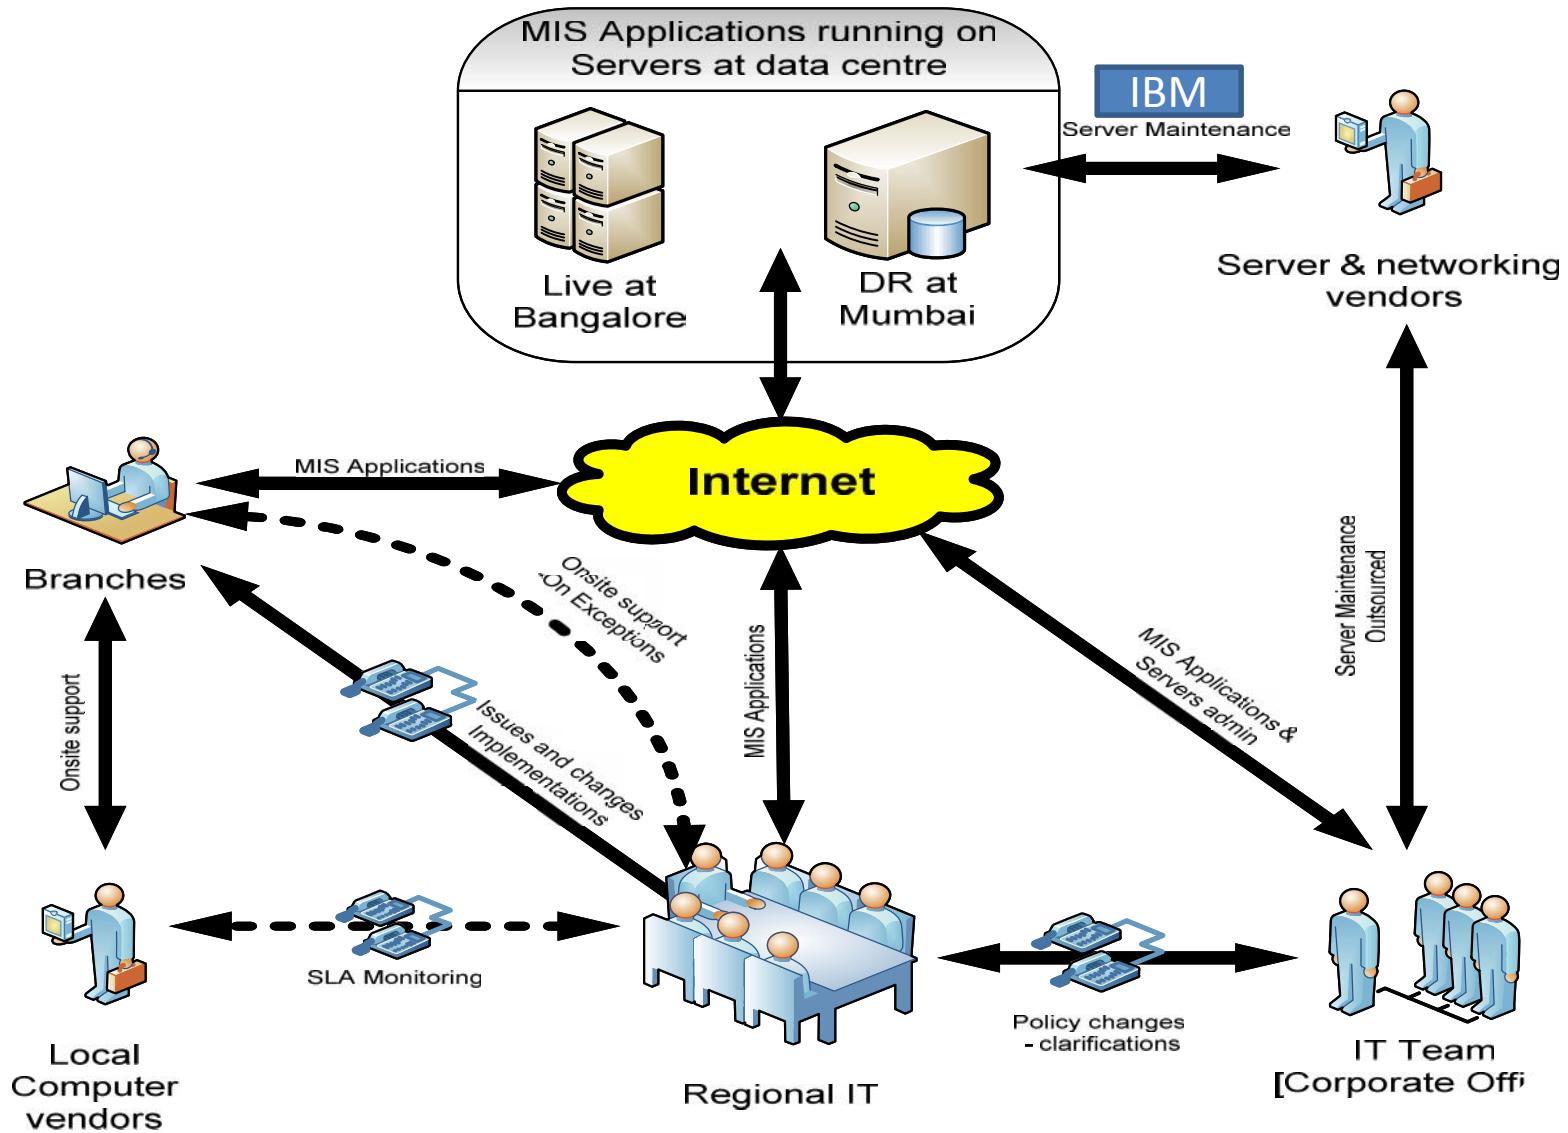 MIS Applications running on
Servers at data centre
IBM
Server Maintenance
Live at
Bangalore
DR at
Mumbai
Server & networking
vendors
MIS Applications
Internet
Branches
Onsite support
-On Exceptions
Server Maintenance
Outsourced
MIS Applications &
Servers admin
MIS Applications
Onsite support
Issues and changes
Implementations
SLA Monitoring
Policy changes
- clarifications
Local
Computer
vendors
Regional IT
IT Team
[Corporate Offi